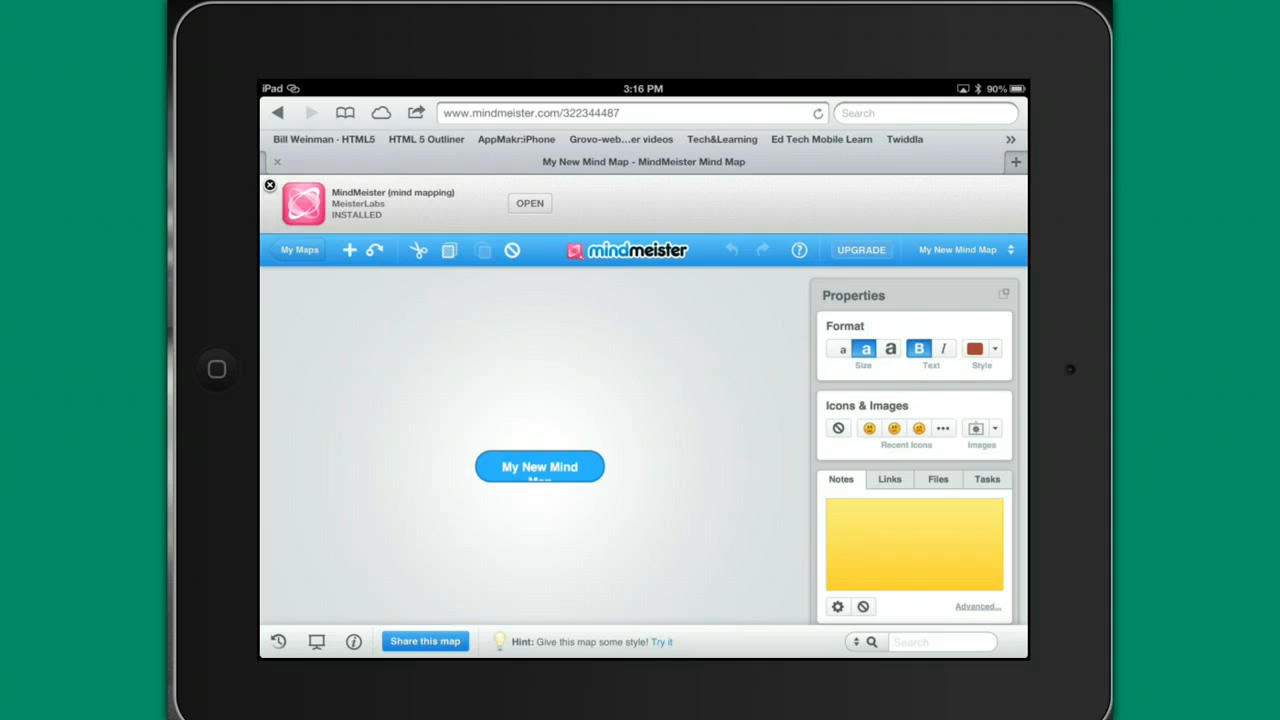 iPad 3:16 PM 90%
www.mindmeister.com/322344487 Search
Bill Weinman - HTML5 HTML 5 Outliner AppMakr:iPhone Grovo-web...er videos Tech&Learning Ed Tech Mobile Learn Twiddla
My New Mind Map - MindMeister Mind Map
MindMeister (mind mapping)
MeisterLabs
INSTALLED
OPEN
My Maps mindmeister UPGRADE My New Mind Map
Properties
Format
a a a B I
Size Text Style
Icons & Images
Recent Icons Images
Notes Links Files Tasks
My New Mind
Map
Advanced...
Share this map Hint: Give this map some style! Try it Search